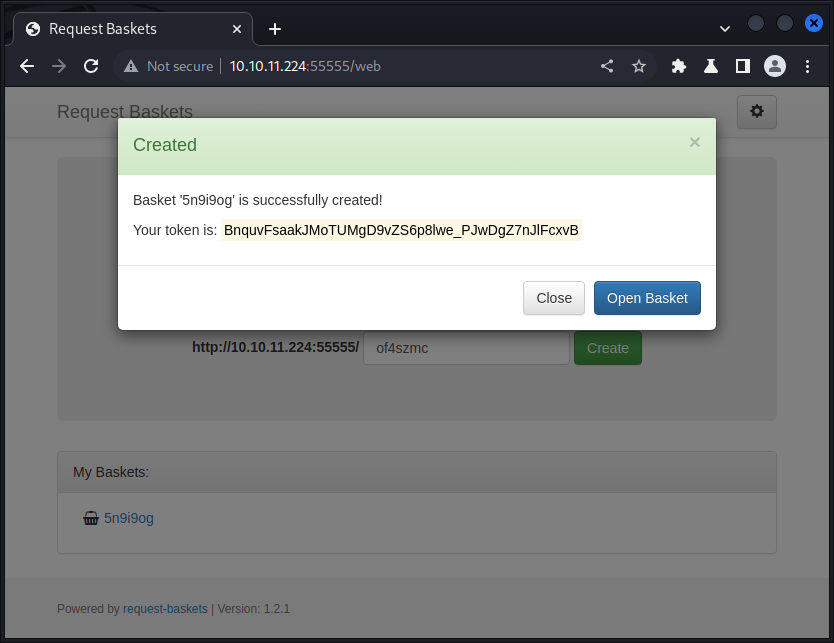 Request Baskets
Not secure | 10.10.11.224:55555/web
Request Baskets
Created
Basket '5n9i9og' is successfully created!
Your token is: BnquvFsaakJMoTUMgD9vZS6p8lwe_PJwDgZ7nJlFcxvB
Close Open Basket
http://10.10.11.224:55555/ of4szmc Create
My Baskets:
5n9i9og
Powered by request-baskets | Version: 1.2.1